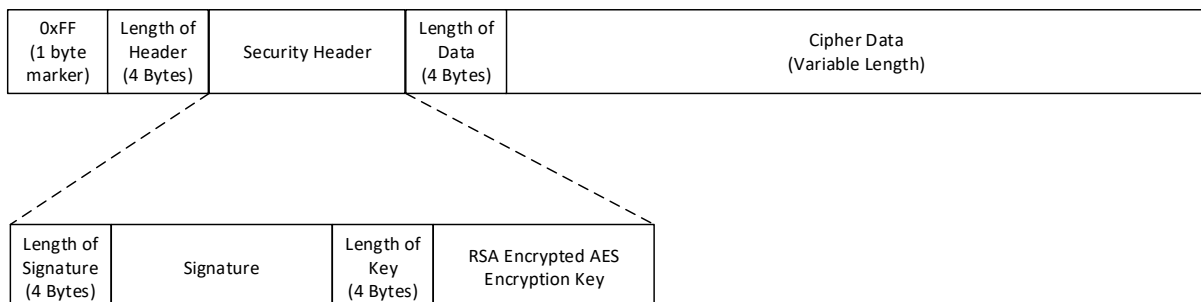 0xFF
(1 byte
marker)
Length of
Header
(4 Bytes)
Security Header
Length of
Data
(4 Bytes)
Cipher Data
(Variable Length)
Length of
Signature
(4 Bytes)
Signature
Length of
Key
(4 Bytes)
RSA Encrypted AES
Encryption Key